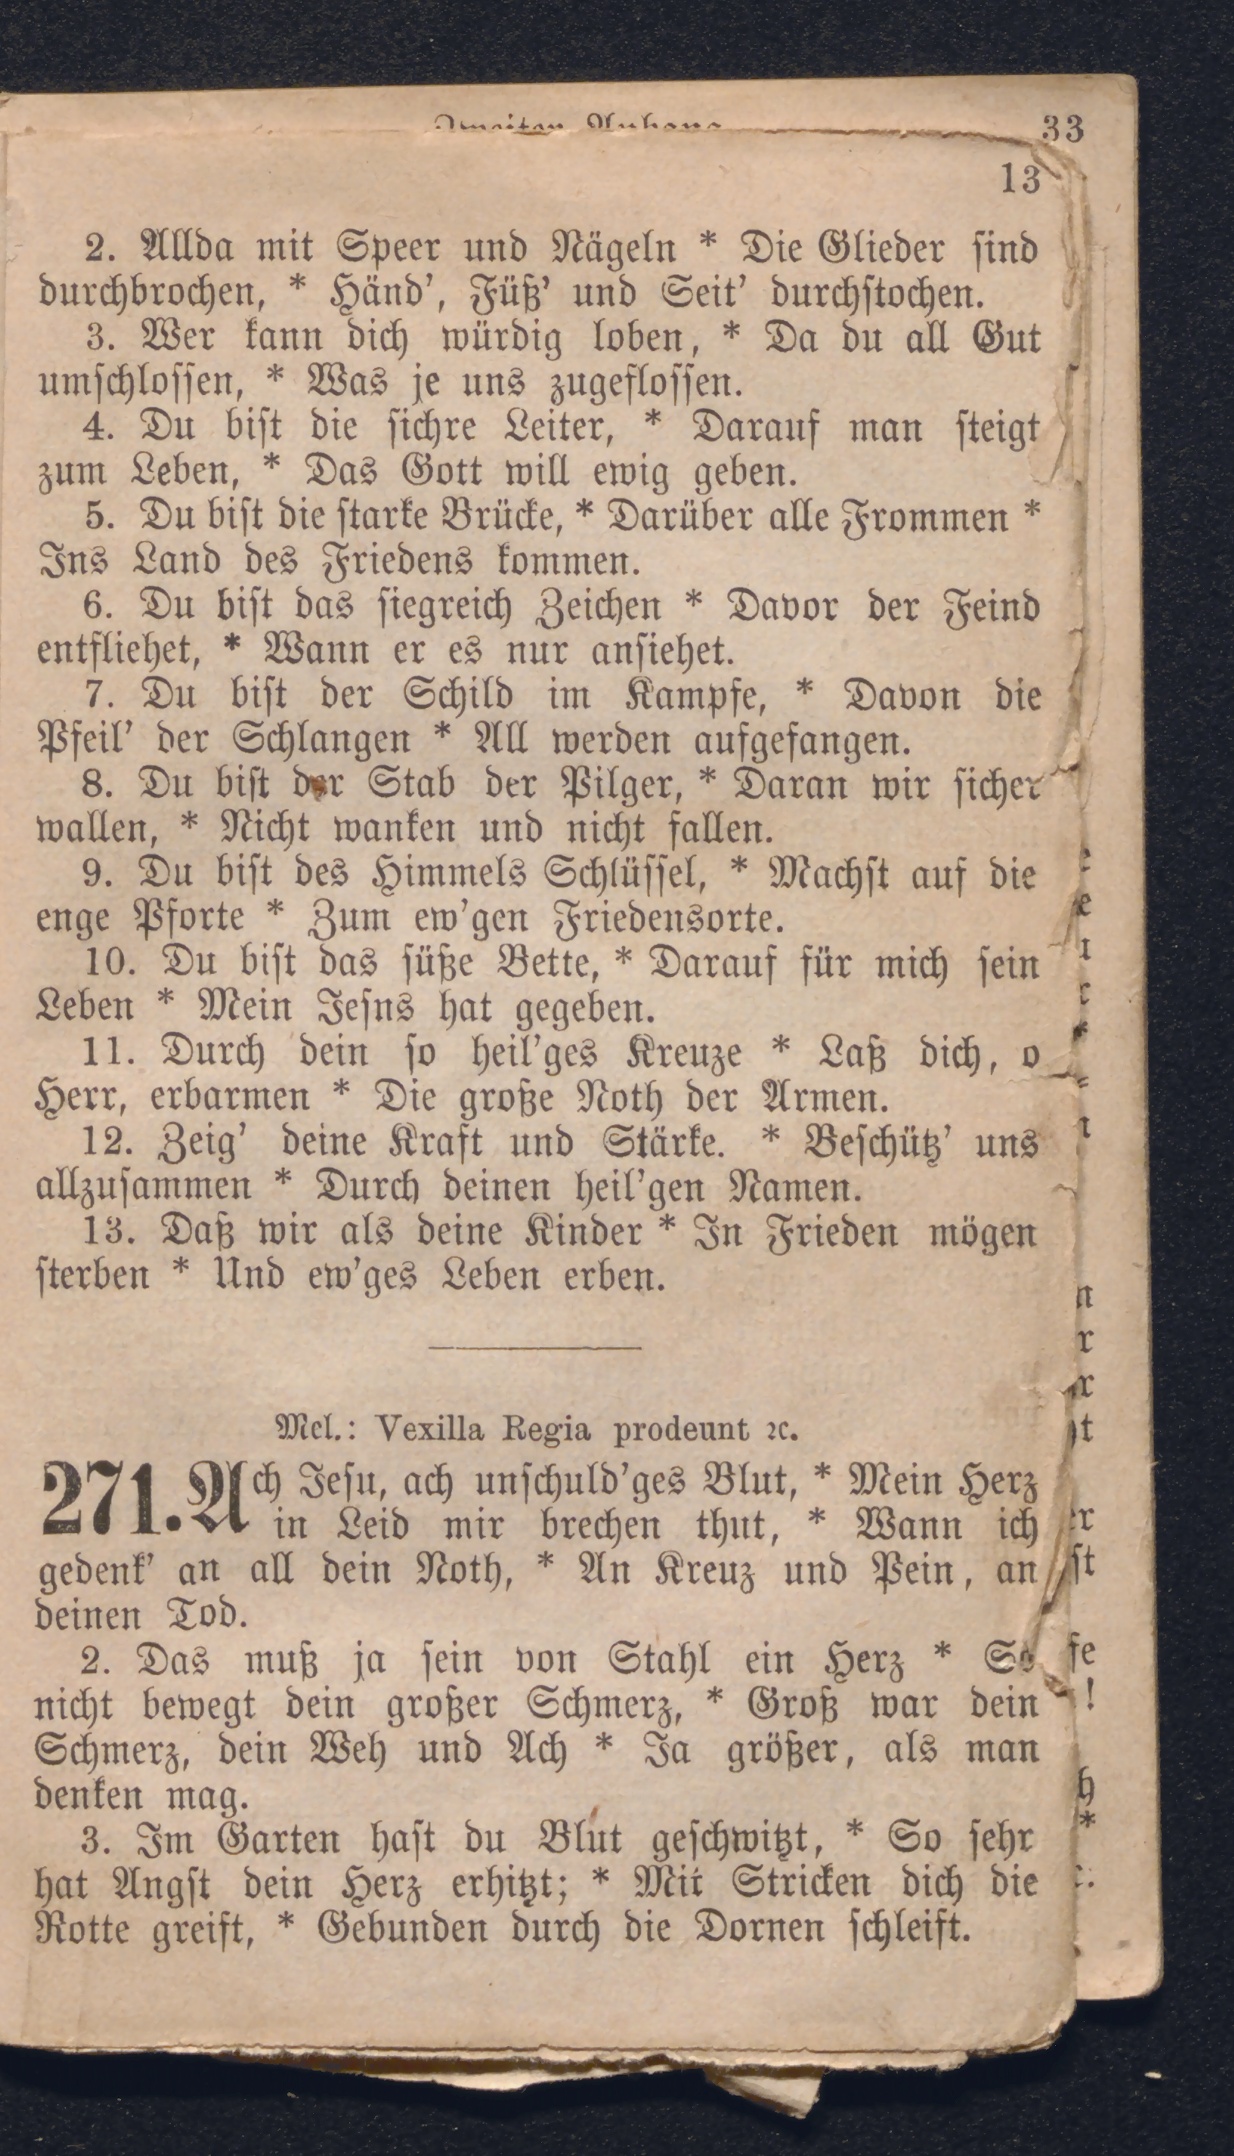 33
13
2. Allda mit Speer und Nägeln * Die Glieder sind
durchbrochen, * Händ', Füß' und Seit' durchstochen.
3. Wer kann dich würdig loben, * Da du all Gut
umschlossen, * Was je uns zugeflossen.
4. Du bist die sichre Leiter, * Darauf man steigt
zum Leben, * Das Gott will ewig geben.
5. Du bist die starke Brücke, * Darüber alle Frommen *
Ins Land des Friedens kommen.
6. Du bist das siegreich Zeichen * Davor der Feind
entfliehet, * Wann er es nur ansiehet.
7. Du bist der Schild im Kampfe, * Davon die
Pfeil' der Schlangen * All werden aufgefangen.
8. Du bist der Stab der Pilger, * Daran wir sicher
wallen, * Nicht wanken und nicht fallen.
9. Du bist des Himmels Schlüssel, * Machst auf die
enge Pforte * Zum ew'gen Friedensorte.
10. Du bist das süße Bette, * Darauf für mich sein
Leben * Mein Jesns hat gegeben.
11. Durch dein so heil'ges Kreuze * Laß dich, o
Herr, erbarmen * Die große Noth der Armen.
12. Zeig' deine Kraft und Stärke. * Beschütz' uns
allzusammen * Durch deinen heil'gen Namen.
13. Daß wir als deine Kinder * In Frieden mögen
sterben * Und ew'ges Leben erben.
Mel.: Vexilla Regia prodeunt ꝛc.
271. Ach Jesu, ach unschuld'ges Blut, * Mein Herz
in Leid mir brechen thut, * Wann ich
gedenk' an all dein Noth, * An Kreuz und Pein, an
deinen Tod.
2. Das muß ja sein von Stahl ein Herz * So
nicht bewegt dein großer Schmerz, * Groß war dein
Schmerz, dein Weh und Ach * Ja größer, als man
denken mag.
3. Im Garten hast du Blut geschwitzt, * So sehr
hat Angst dein Herz erhitzt; * Mit Stricken dich die
Rotte greift, * Gebunden durch die Dornen schleift.